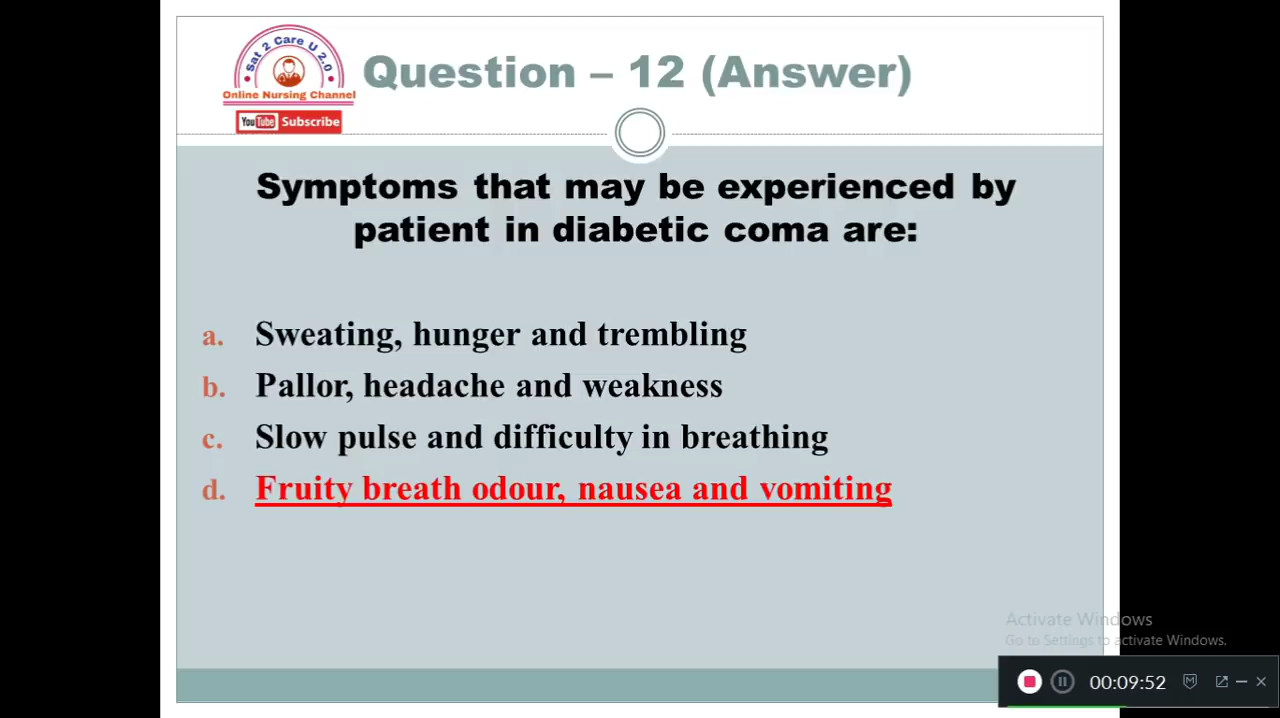 Sat 2 Care U 2.0
Online Nursing Channel
YouTube Subscribe
Question – 12 (Answer)
Symptoms that may be experienced by
patient in diabetic coma are:
a. Sweating, hunger and trembling
b. Pallor, headache and weakness
c. Slow pulse and difficulty in breathing
d. Fruity breath odour, nausea and vomiting
Activate Windows
Go to Settings to activate Windows.
00:09:52